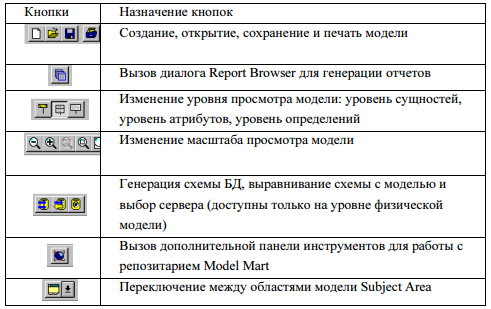 Кнопки Назначение кнопок
Создание, открытие, сохранение и печать модели
Вызов диалога Report Browser для генерации отчетов
Изменение уровня просмотра модели: уровень сущностей,
уровень атрибутов, уровень определений
Изменение масштаба просмотра модели
Генерация схемы БД, выравнивание схемы с моделью и
выбор сервера (доступны только на уровне физической
модели)
Вызов дополнительной панели инструментов для работы с
репозитарием Model Mart
Переключение между областями модели Subject Area